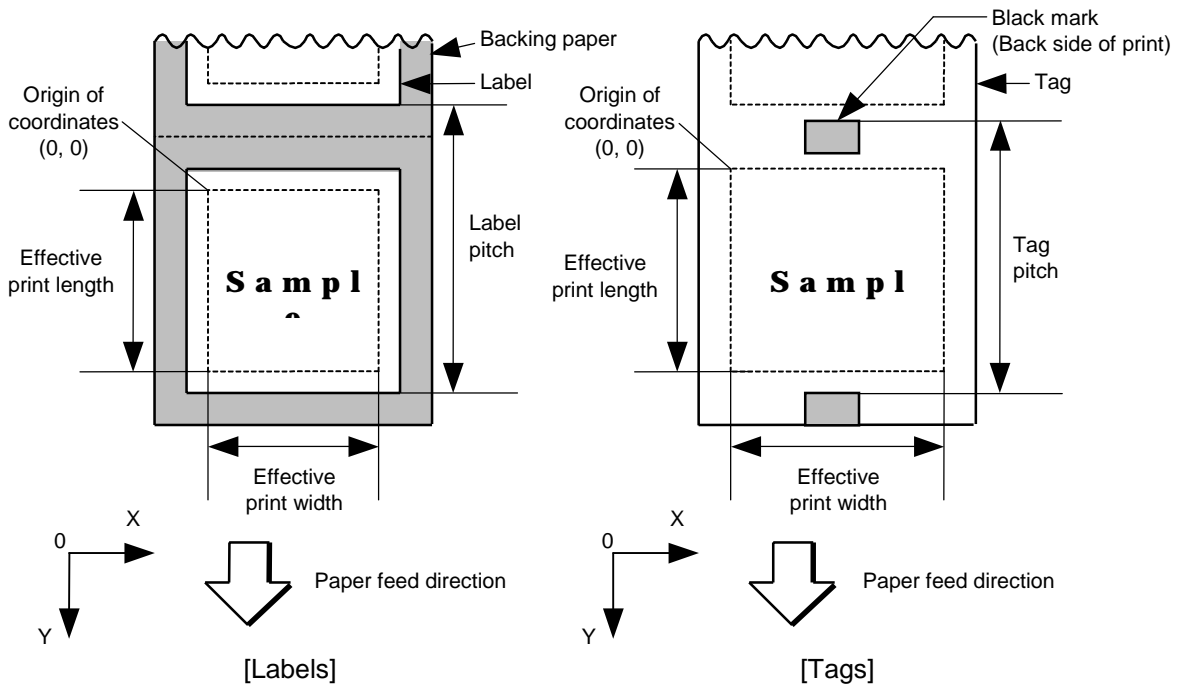 Backing paper
Label
Origin of
coordinates
(0, 0)
Label
pitch
Effective
print length
S a m p l
Effective
print width
0
X
Y
Paper feed direction
[Labels]
Black mark
(Back side of print)
Tag
Origin of
coordinates
(0, 0)
Tag
pitch
Effective
print length
S a m p l
Effective
print width
0
X
Y
Paper feed direction
[Tags]